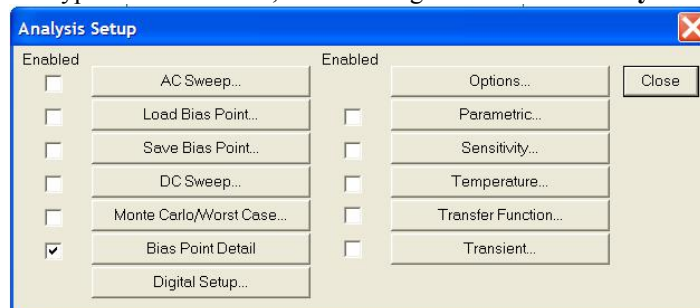 Analysis Setup
Enabled Enabled
AC Sweep... Options... Close
Load Bias Point... Parametric...
Save Bias Point... Sensitivity...
DC Sweep... Temperature...
Monte Carlo/Worst Case... Transfer Function...
Bias Point Detail Transient...
Digital Setup...